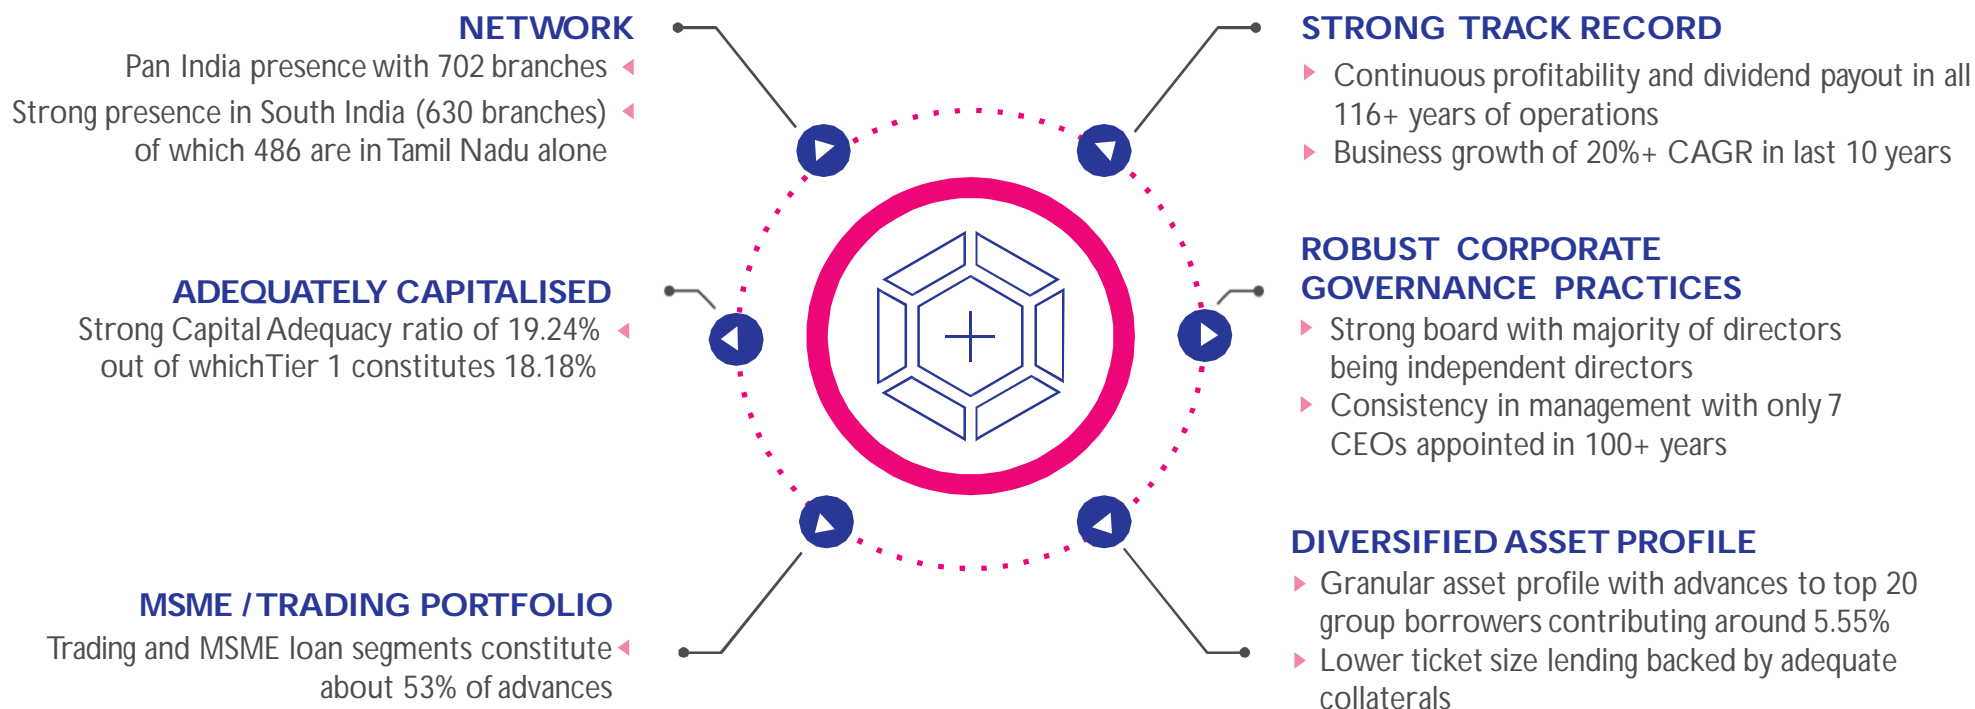 NETWORK
Pan India presence with 702 branches
Strong presence in South India (630 branches)
of which 486 are in Tamil Nadu alone
ADEQUATELY CAPITALISED
Strong Capital Adequacy ratio of 19.24%
out of whichTier 1 constitutes 18.18%
MSME / TRADING PORTFOLIO
Trading and MSME loan segments constitute
about 53% of advances
STRONG TRACK RECORD
Continuous profitability and dividend payout in all
116+ years of operations
Business growth of 20%+ CAGR in last 10 years
ROBUST CORPORATE
GOVERNANCE PRACTICES
Strong board with majority of directors
being independent directors
Consistency in management with only 7
CEOs appointed in 100+ years
DIVERSIFIED ASSET PROFILE
Granular asset profile with advances to top 20
group borrowers contributing around 5.55%
Lower ticket size lending backed by adequate
collaterals